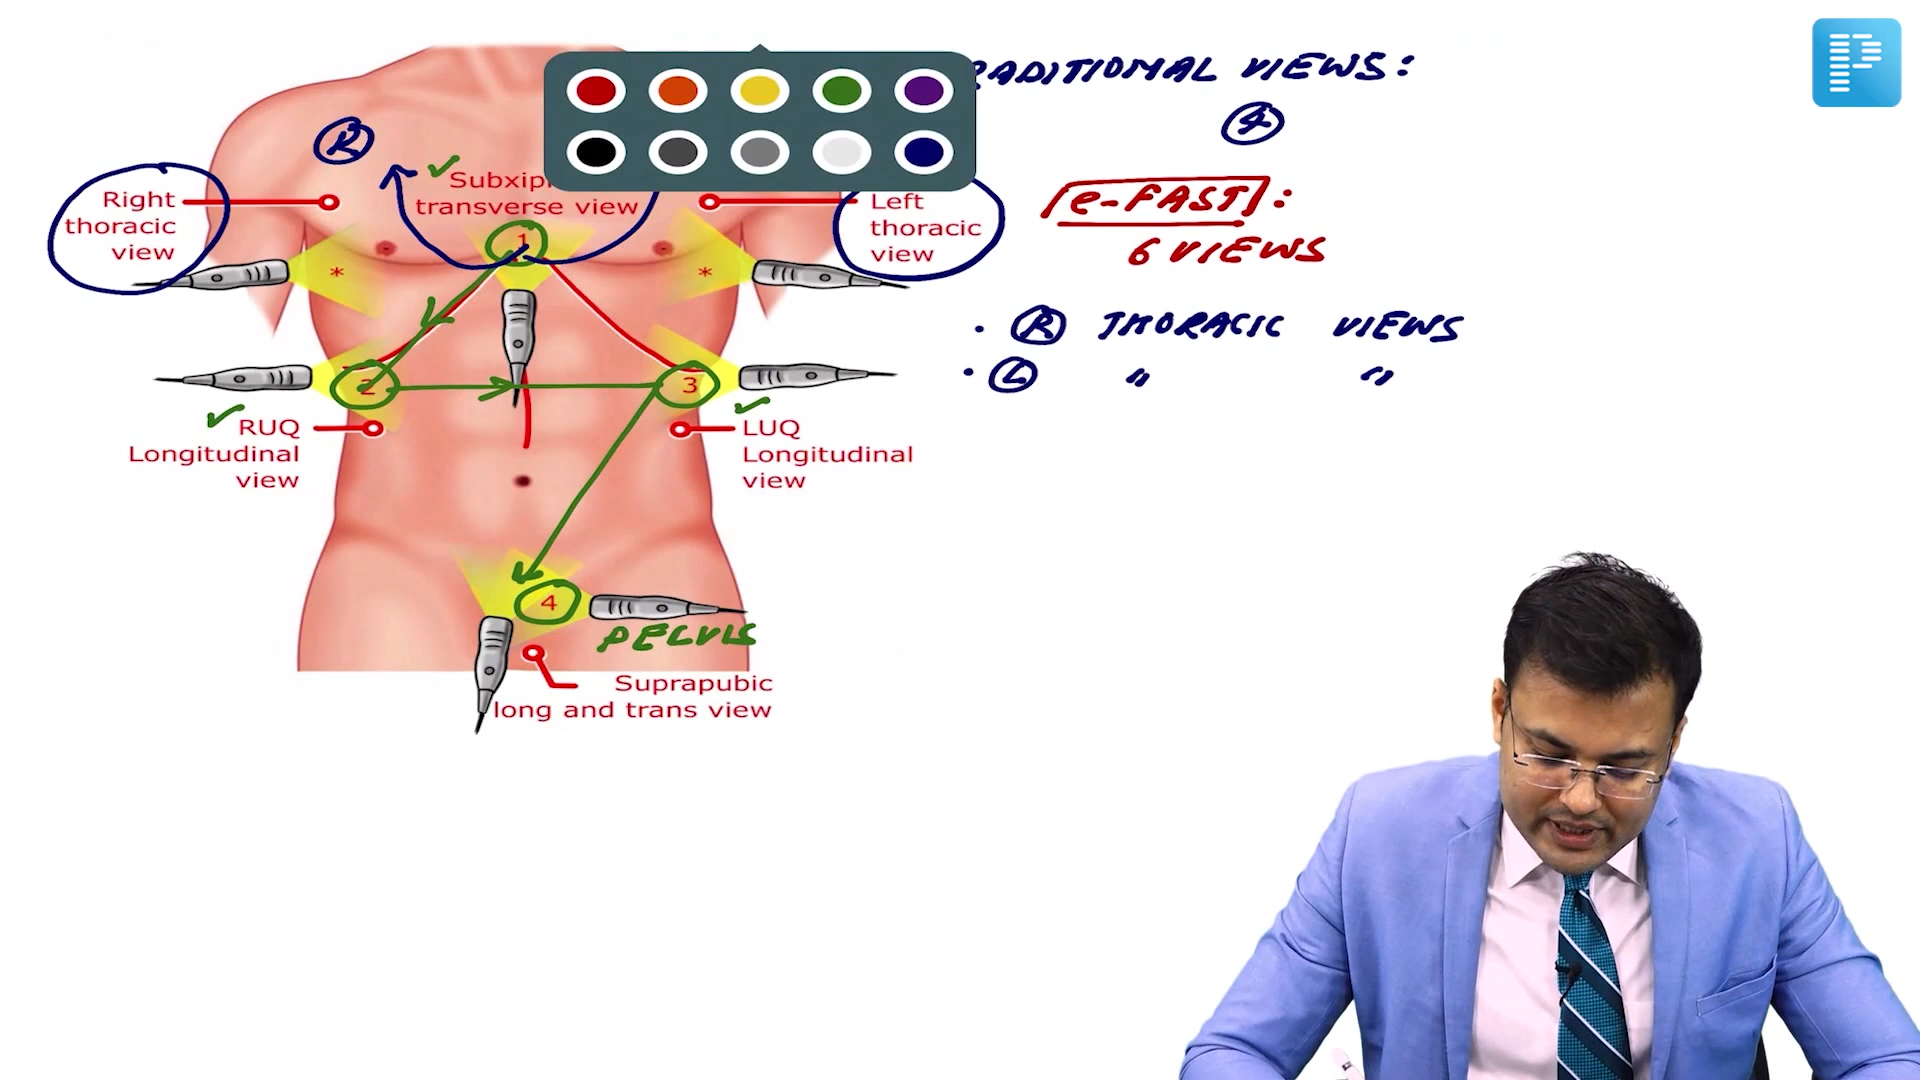 RADITIONAL VIEWS:
4
e-FAST:
6 VIEWS
• R THORACIC VIEWS
• L " "
R
Right
thoracic
view
transverse view
Left
thoracic
view
*
*
1
2
3
RUQ
Longitudinal
view
LUQ
Longitudinal
view
4
PELVIS
Suprapubic
long and trans view
P